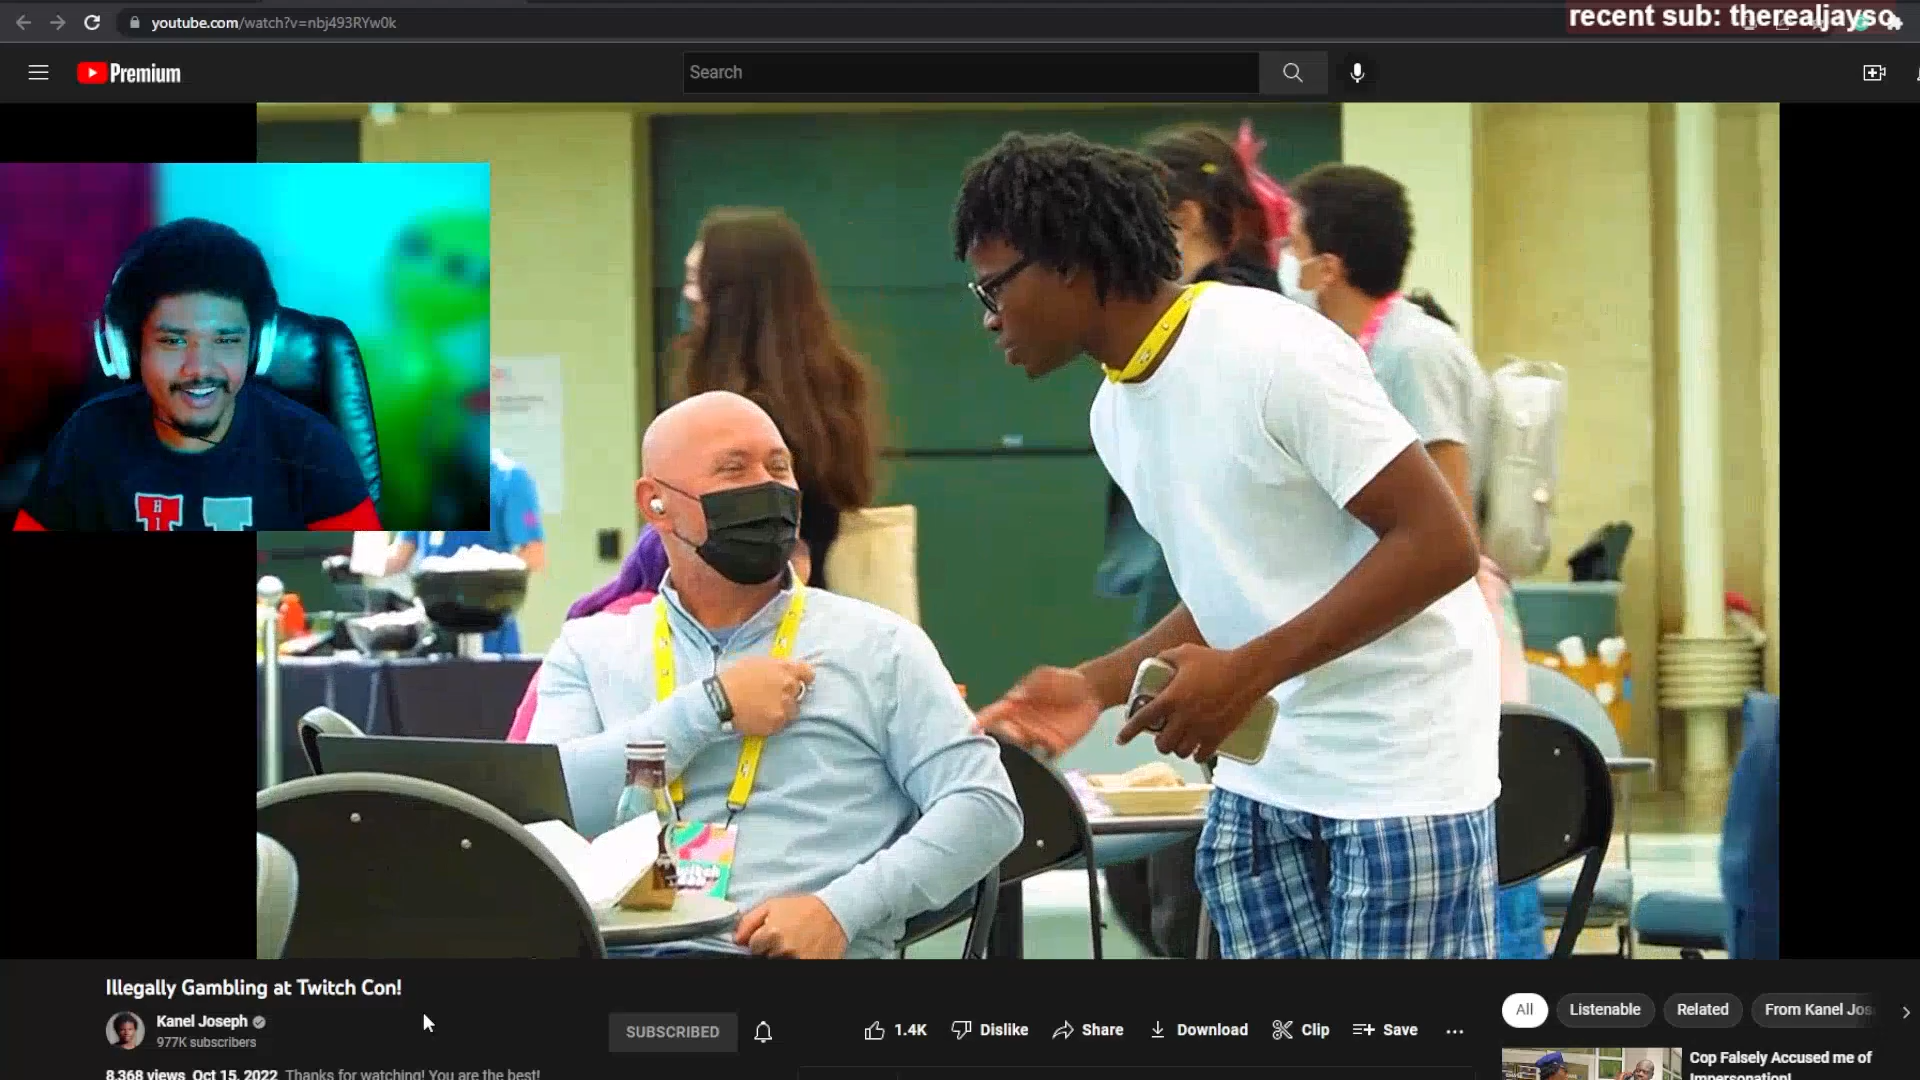 youtube.com/watch?v=nbj493RYw0k
recent sub: therealjayso
Premium
Search
Illegally Gambling at Twitch Con!
Kanel Joseph
977K subscribers
SUBSCRIBED
1.4K
Dislike
Share
Download
Clip
Save
All
Listenable
Related
From Kanel Jos
8,368 views Oct 15, 2022 Thanks for watching! You are the best!
Cop Falsely Accused me of
Impersonation!